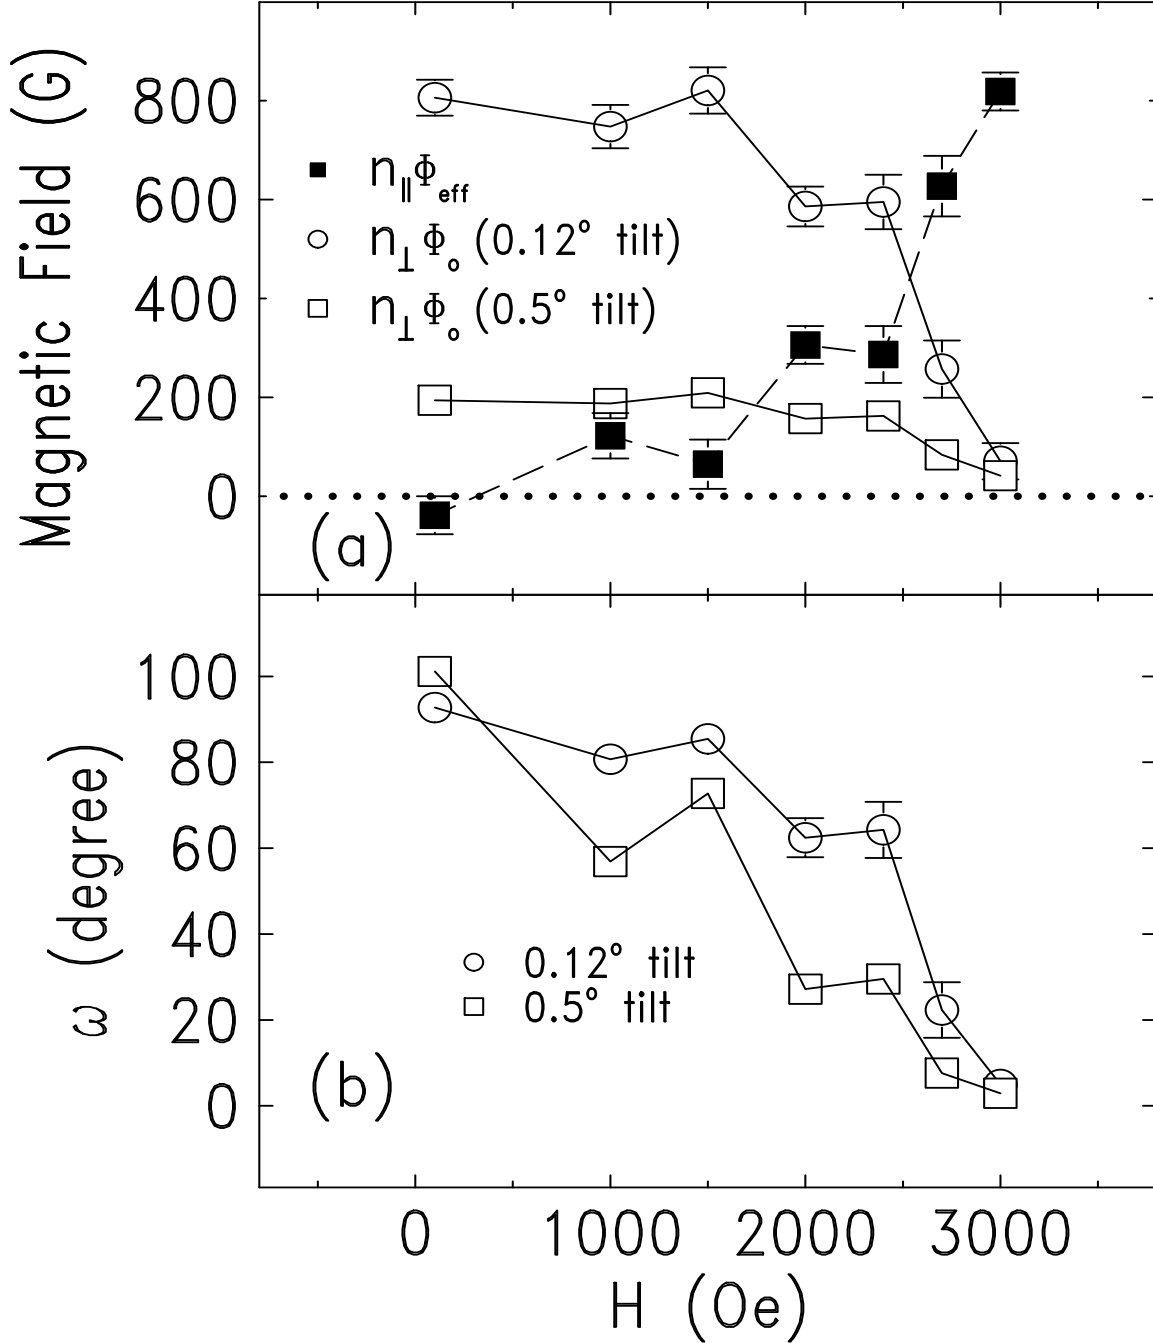 Magnetic Field (G)
800
600
400
200
0
n∥Φeff
n⊥Φo (0.12° tilt)
n⊥Φo (0.5° tilt)
(a)
ω (degree)
100
80
60
40
20
0
0.12° tilt
0.5° tilt
(b)
0 1000 2000 3000
H (Oe)